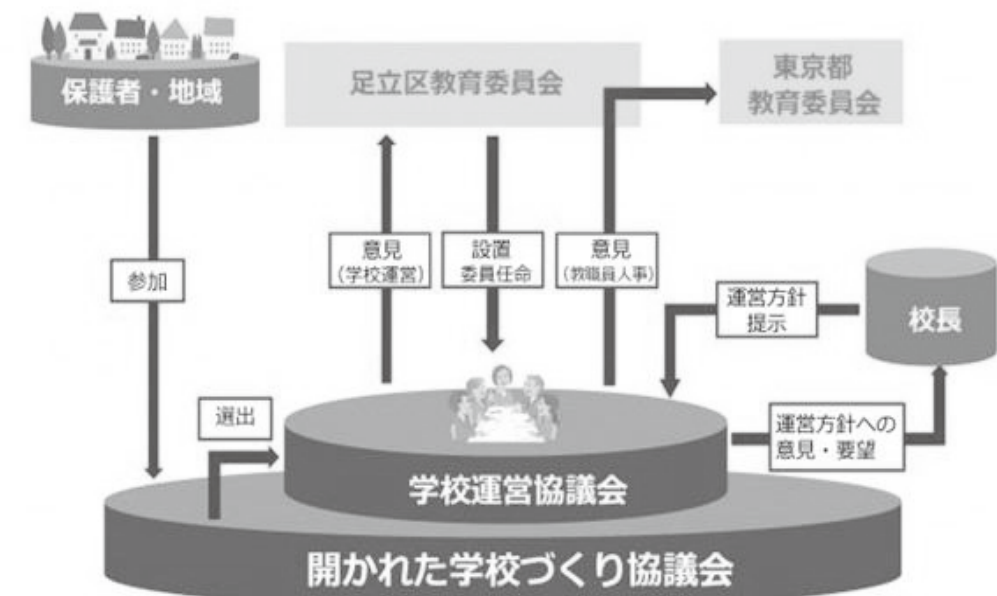 保護者・地域
足立区教育委員会
東京都
教育委員会
参加
意見
(学校運営)
設置
委員任命
意見
(教職員人事)
運営方針
提示
校長
選出
運営方針への
意見・要望
学校運営協議会
開かれた学校づくり協議会